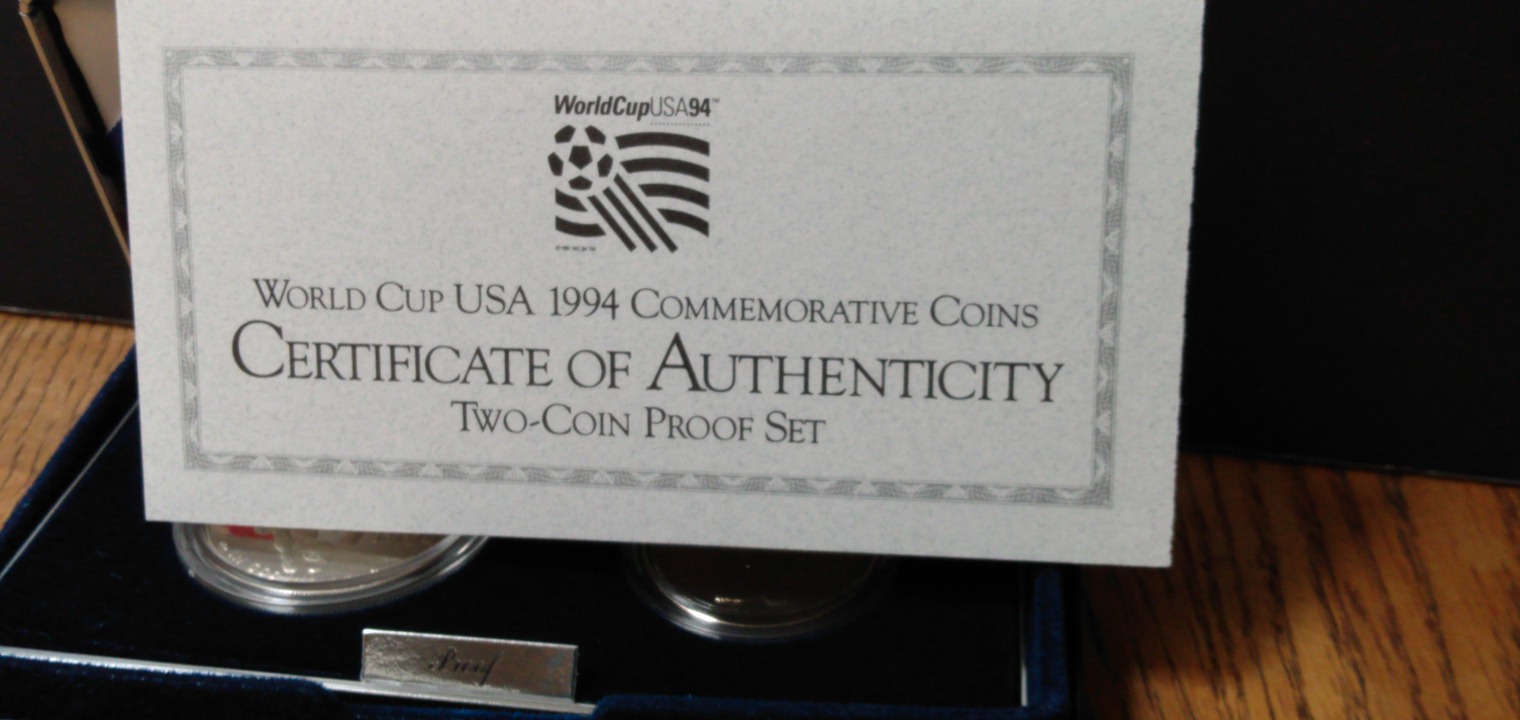 WorldCupUSA94™
World Cup USA 1994 Commemorative Coins
Certificate of Authenticity
Two-Coin Proof Set
Proof